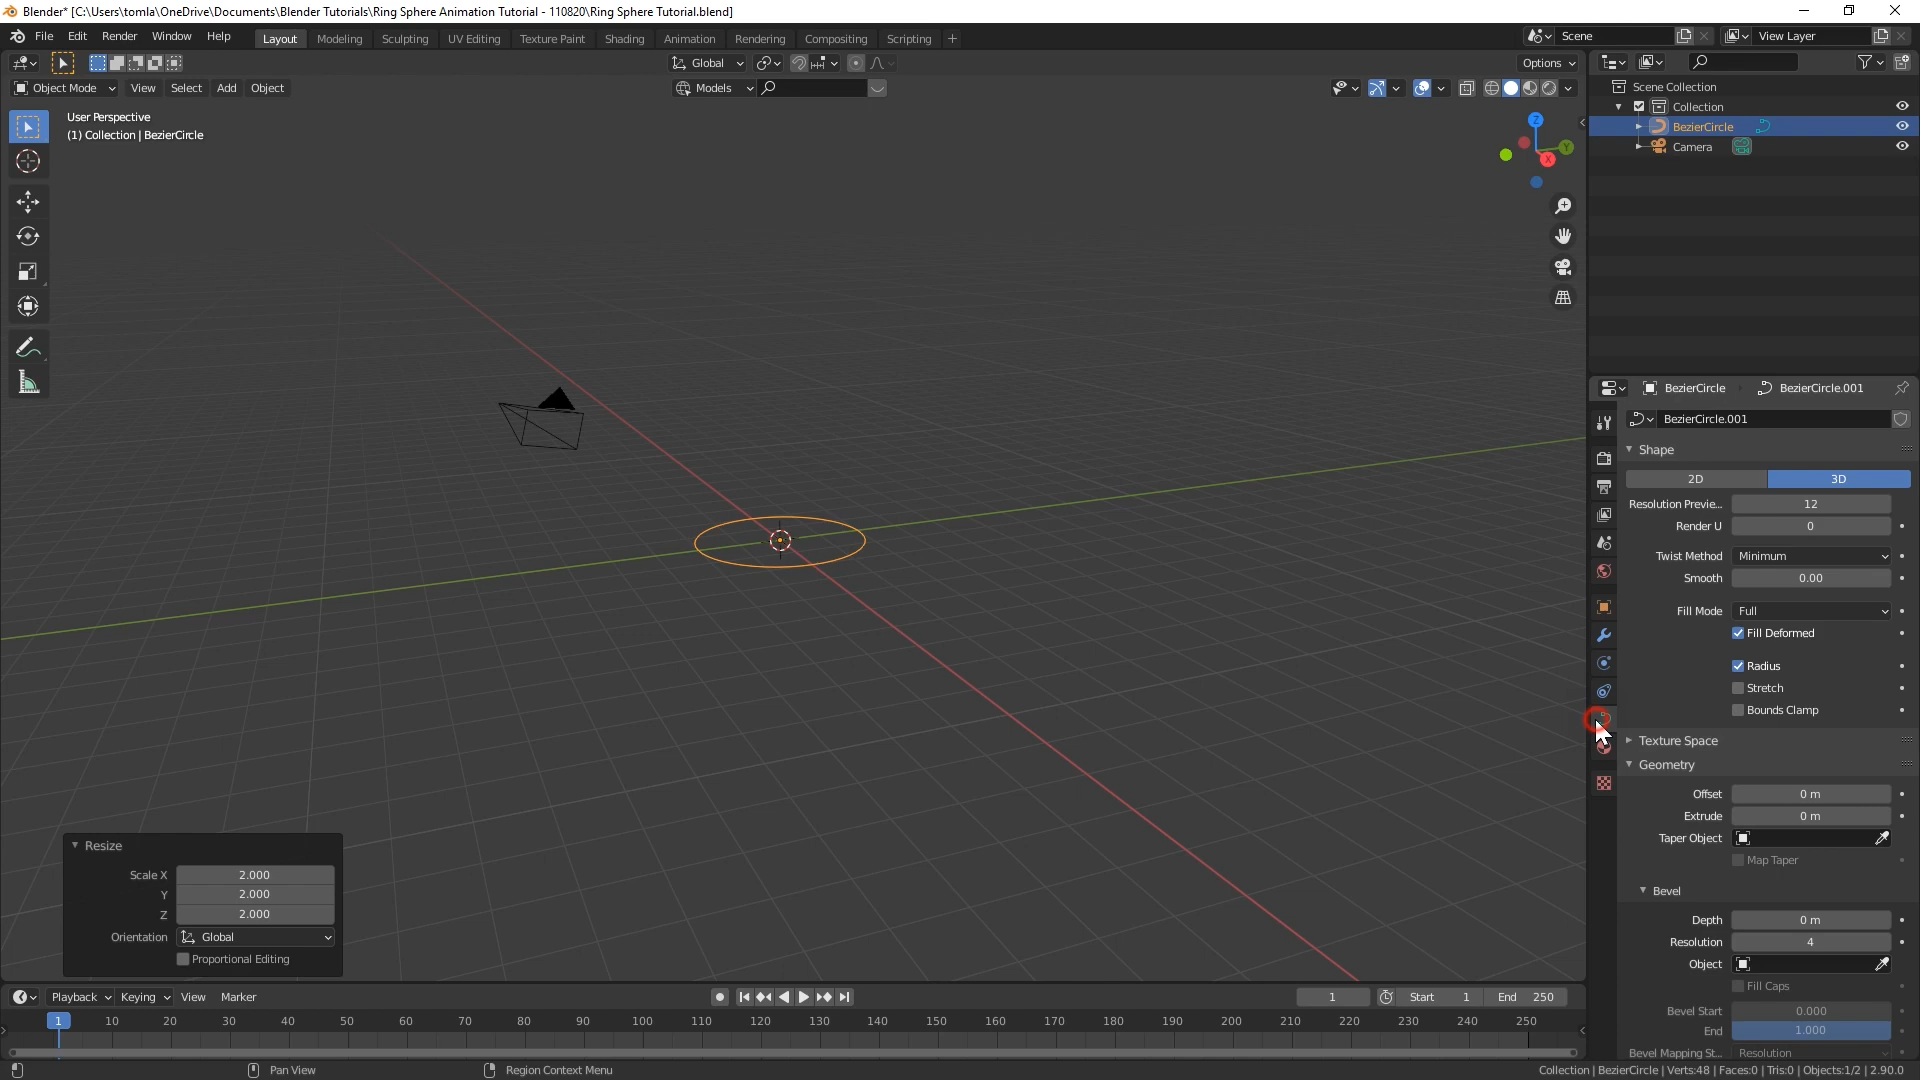 Blender* [C:\Users\tomla\OneDrive\Documents\Blender Tutorials\Ring Sphere Animation Tutorial - 110820\Ring Sphere Tutorial.blend]
File Edit Render Window Help Layout Modeling Sculpting UV Editing Texture Paint Shading Animation Rendering Compositing Scripting + Scene View Layer
Global Options
Object Mode View Select Add Object Models
User Perspective
(1) Collection | BezierCircle
Z
Y
X
Scene Collection
Collection
BezierCircle
Camera
BezierCircle BezierCircle.001
BezierCircle.001
Shape
2D 3D
Resolution Previe... 12
Render U 0
Twist Method Minimum
Smooth 0.00
Fill Mode Full
Fill Deformed
Radius
Stretch
Bounds Clamp
Texture Space
Geometry
Offset 0 m
Extrude 0 m
Taper Object
Map Taper
Bevel
Depth 0 m
Resolution 4
Object
Fill Caps
Bevel Start 0.000
End 1.000
Bevel Mapping St... Resolution
Resize
Scale X 2.000
Y 2.000
Z 2.000
Orientation Global
Proportional Editing
Playback Keying View Marker 1 Start 1 End 250
1 10 20 30 40 50 60 70 80 90 100 110 120 130 140 150 160 170 180 190 200 210 220 230 240 250
Pan View Region Context Menu Collection | BezierCircle | Verts:48 | Faces:0 | Tris:0 | Objects:1/2 | 2.90.0